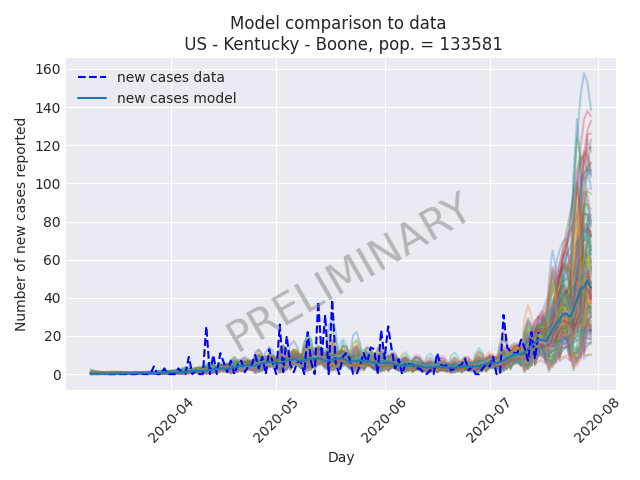 Model comparison to data
US - Kentucky - Boone, pop. = 133581
new cases data
new cases model
PRELIMINARY
Number of new cases reported
160
140
120
100
80
60
40
20
0
2020-04
2020-05
2020-06
2020-07
2020-08
Day